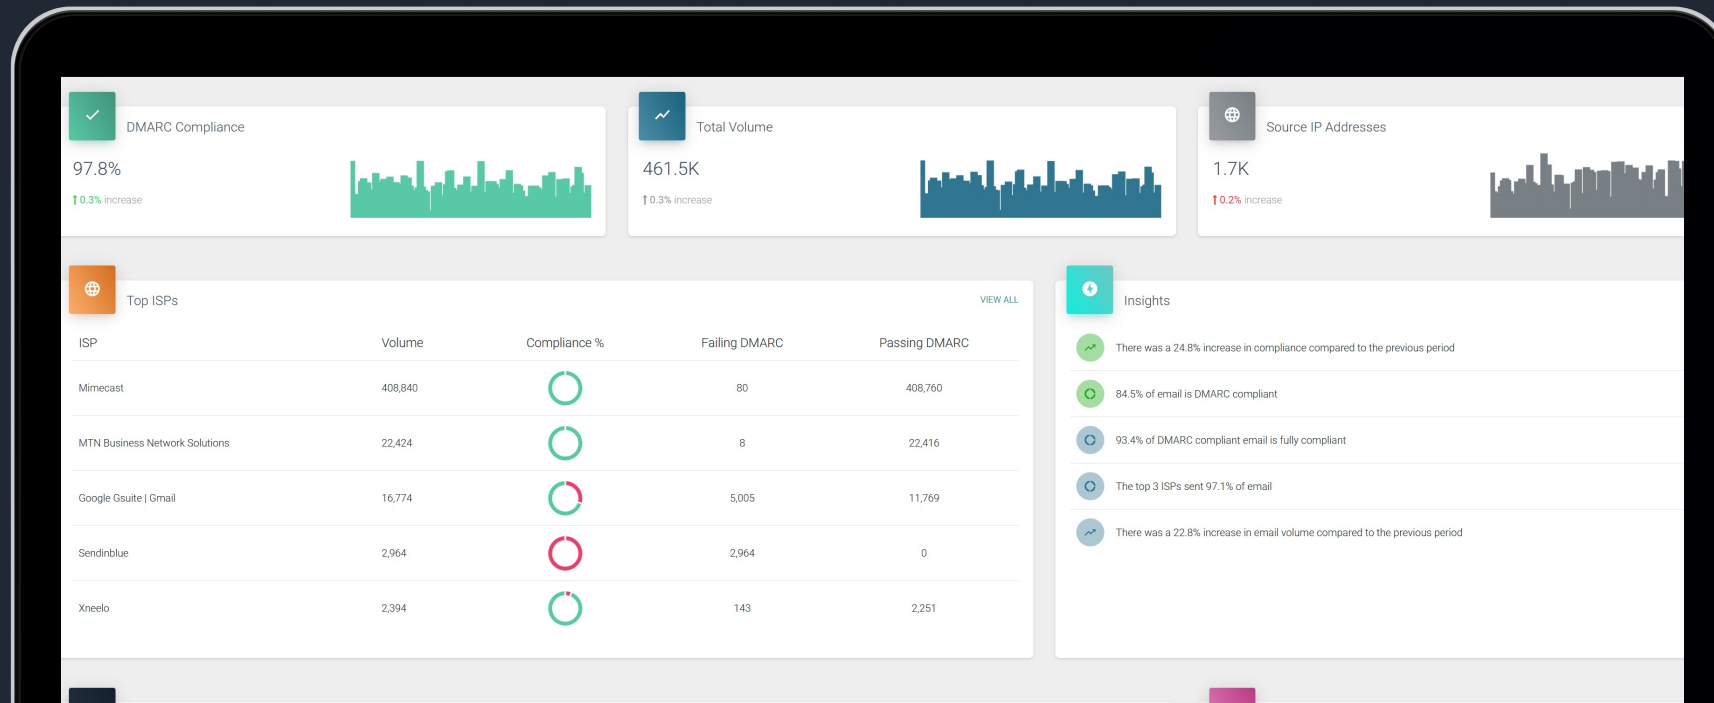 DMARC Compliance
97.8%
0.3% increase
Total Volume
461.5K
0.3% increase
Source IP Addresses
1.7K
0.2% increase
Top ISPs
VIEW ALL
ISP Volume Compliance % Failing DMARC Passing DMARC
Mimecast 408,840 80 408,760
MTN Business Network Solutions 22,424 8 22,416
Google Gsuite | Gmail 16,774 5,005 11,769
Sendinblue 2,964 2,964 0
Xneelo 2,394 143 2,251
Insights
There was a 24.8% increase in compliance compared to the previous period
84.5% of email is DMARC compliant
93.4% of DMARC compliant email is fully compliant
The top 3 ISPs sent 97.1% of email
There was a 22.8% increase in email volume compared to the previous period